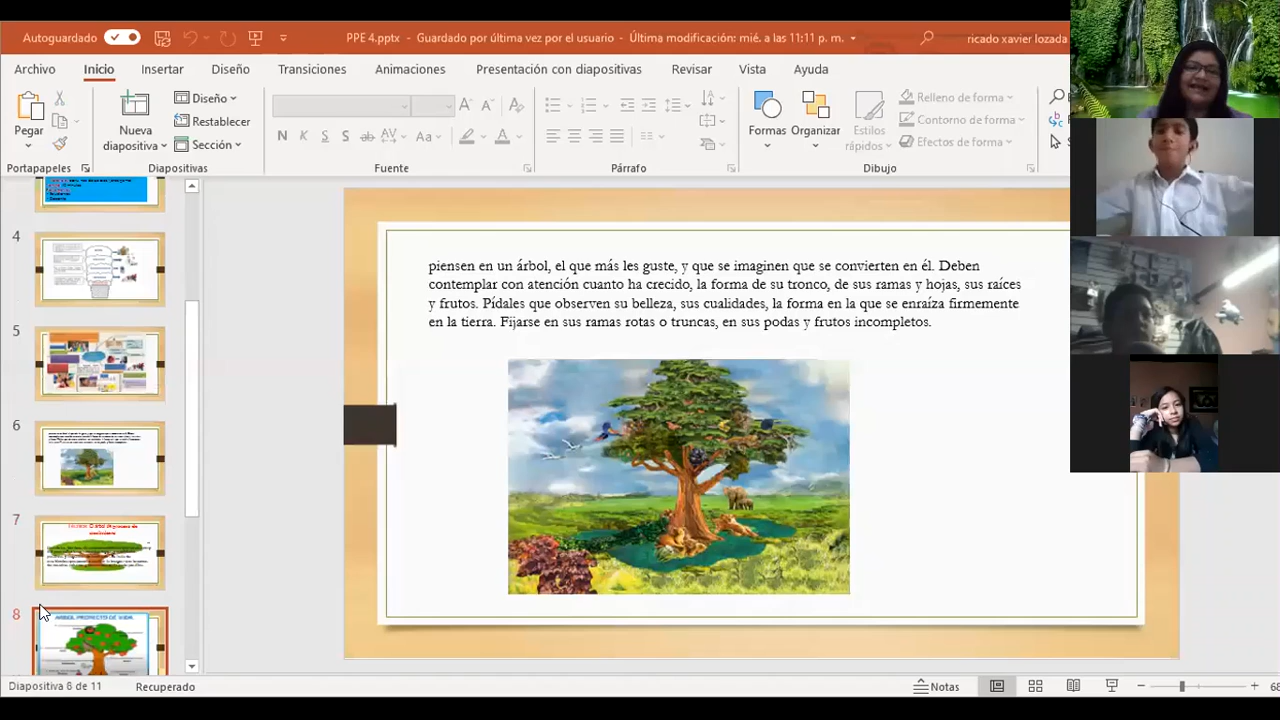 Autoguardado
PPE 4.pptx - Guardado por última vez por el usuario - Última modificación: mié. a las 11:11 p. m.
ricado xavier lozada
Archivo Inicio Insertar Diseño Transiciones Animaciones Presentación con diapositivas Revisar Vista Ayuda
Pegar
Nueva diapositiva
Diseño
Restablecer
Sección
N K S S ab AV Aa A
Formas
Organizar
Estilos rápidos
Relleno de forma
Contorno de forma
Efectos de forma
Portapapeles Diapositivas Fuente Párrafo Dibujo
4
5
6
7
8
ARBOL PROYECTO DE VIDA
piensen en un árbol, el que más les guste, y que se imaginen que se convierten en él. Deben
contemplar con atención cuanto ha crecido, la forma de su tronco, de sus ramas y hojas, sus raíces
y frutos. Pídales que observen su belleza, sus cualidades, la forma en la que se enraíza firmemente
en la tierra. Fijarse en sus ramas rotas o truncas, en sus podas y frutos incompletos.
Diapositiva 8 de 11 Recuperado Notas 68